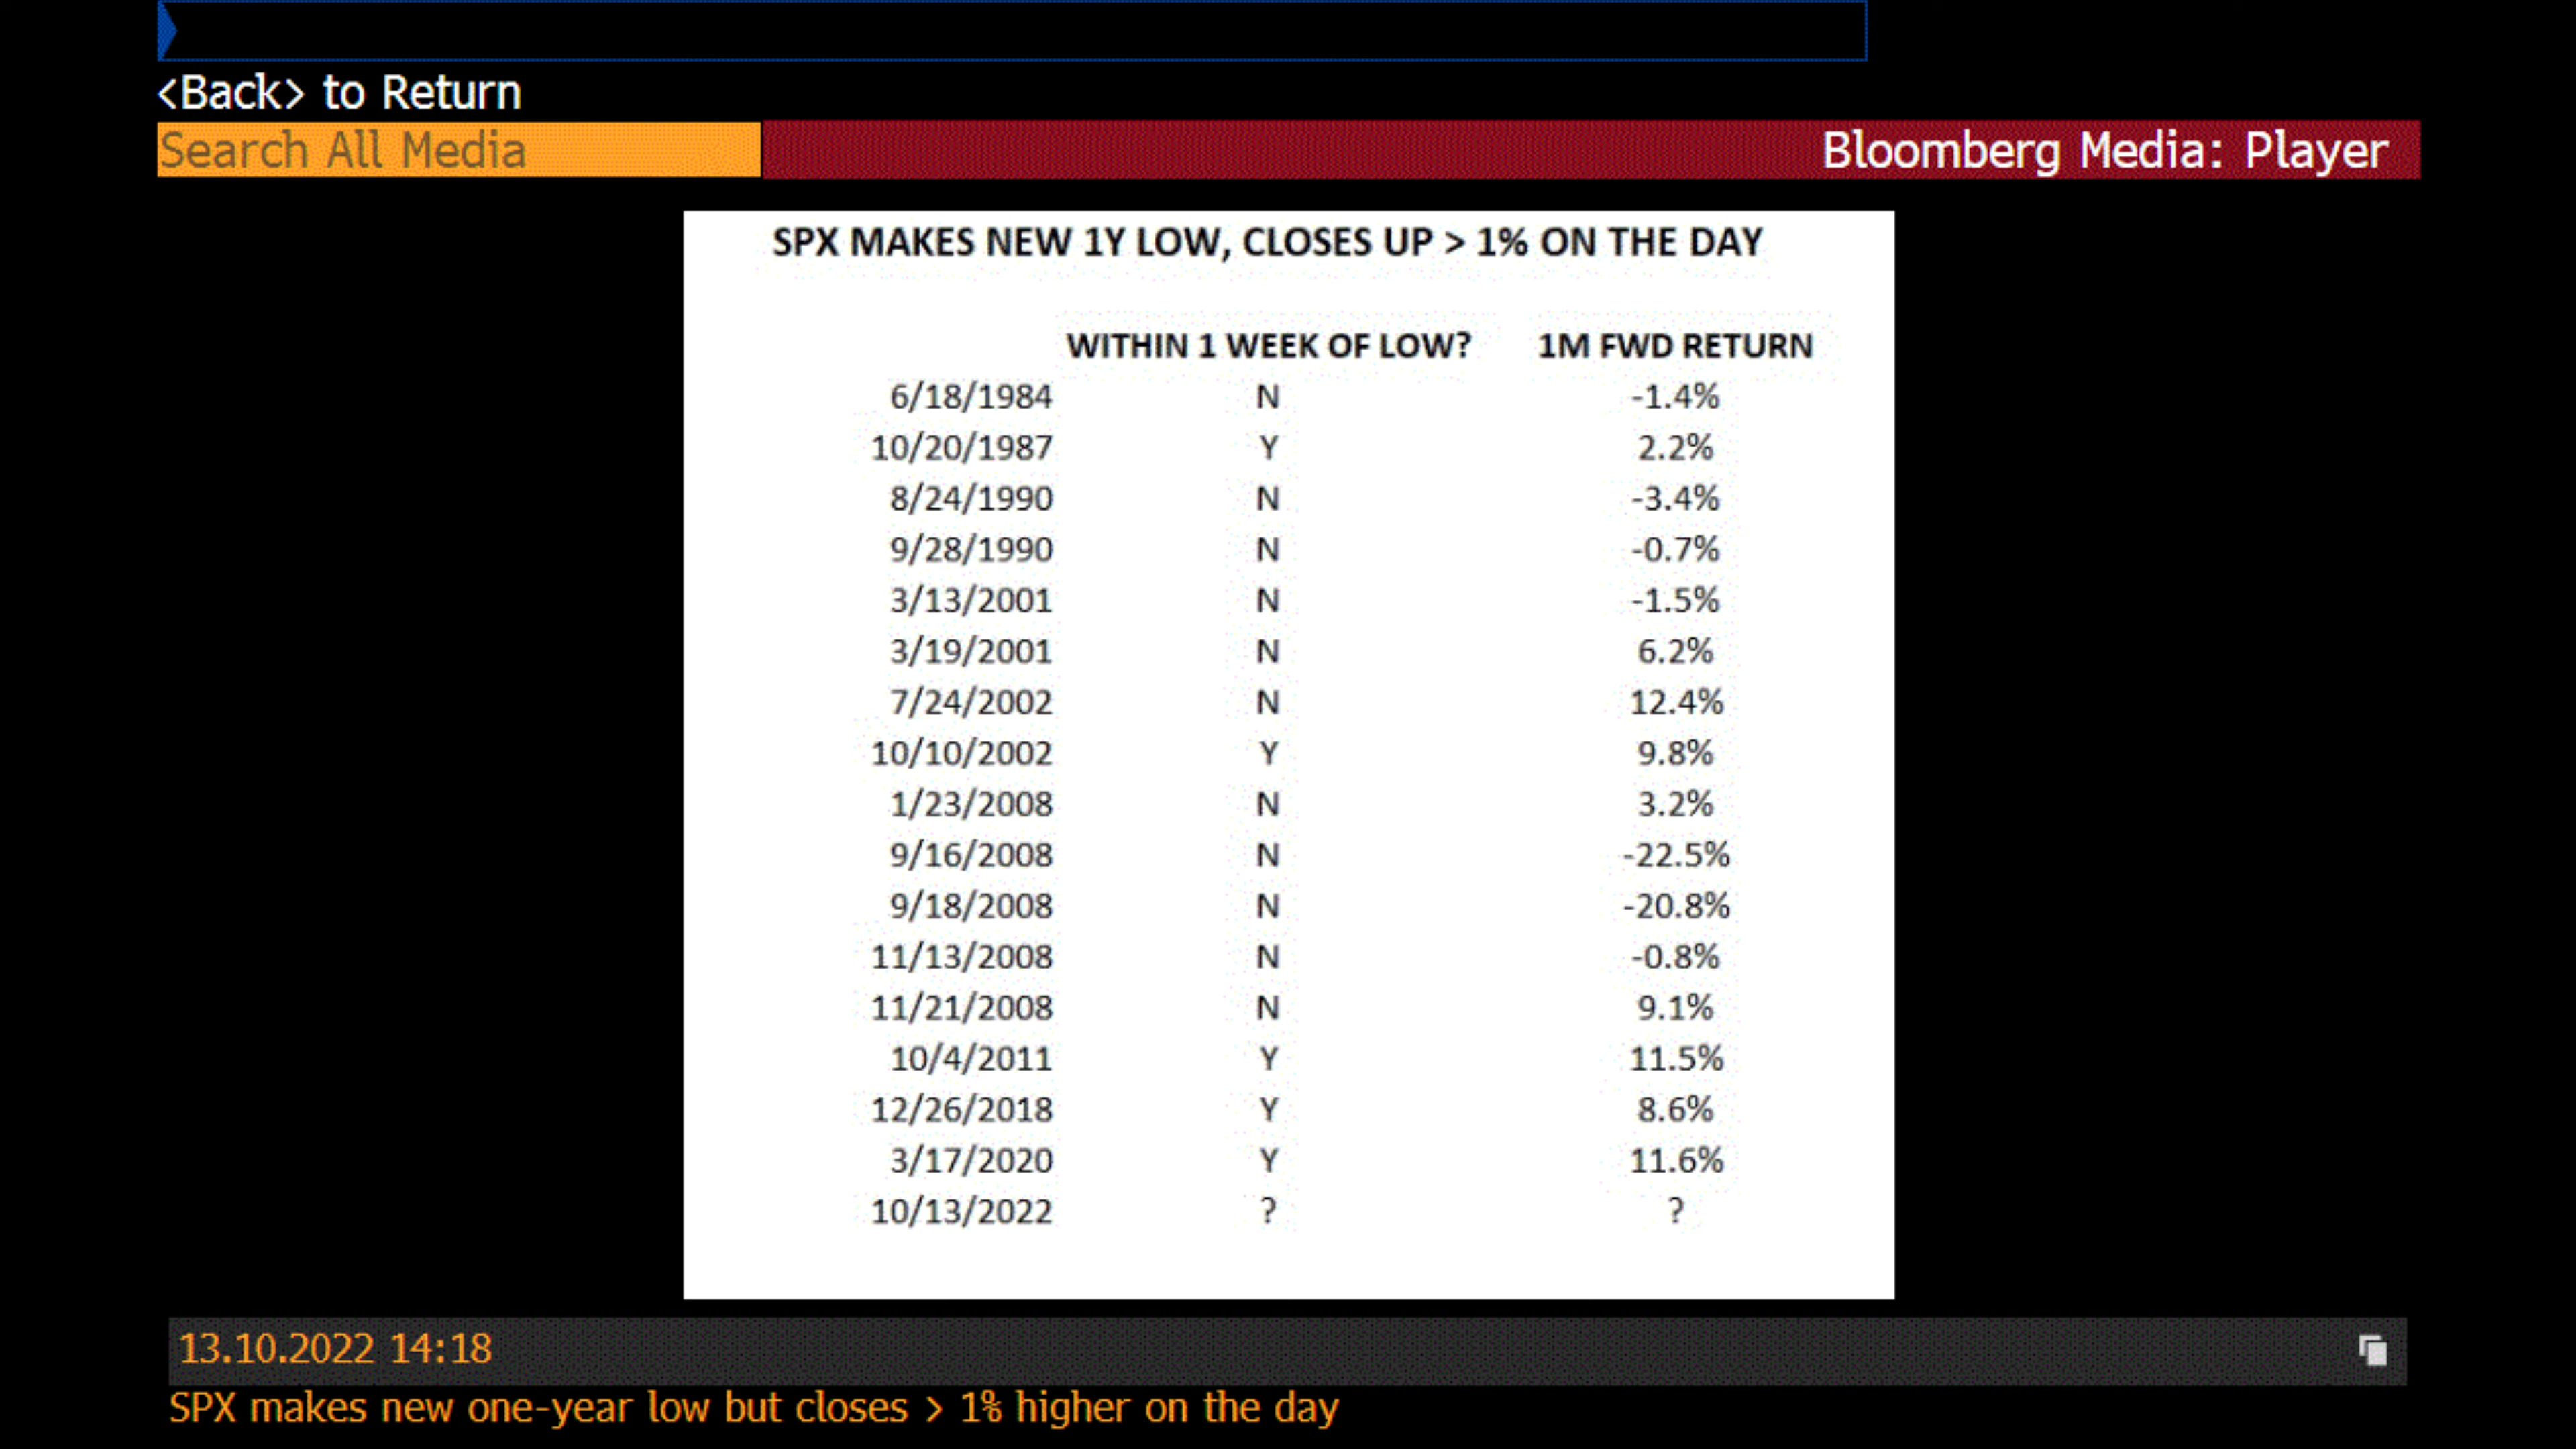 <Back> to Return
Search All Media Bloomberg Media: Player
SPX MAKES NEW 1Y LOW, CLOSES UP > 1% ON THE DAY
WITHIN 1 WEEK OF LOW? 1M FWD RETURN
6/18/1984 N -1.4%
10/20/1987 Y 2.2%
8/24/1990 N -3.4%
9/28/1990 N -0.7%
3/13/2001 N -1.5%
3/19/2001 N 6.2%
7/24/2002 N 12.4%
10/10/2002 Y 9.8%
1/23/2008 N 3.2%
9/16/2008 N -22.5%
9/18/2008 N -20.8%
11/13/2008 N -0.8%
11/21/2008 N 9.1%
10/4/2011 Y 11.5%
12/26/2018 Y 8.6%
3/17/2020 Y 11.6%
10/13/2022 ? ?
13.10.2022 14:18
SPX makes new one-year low but closes > 1% higher on the day